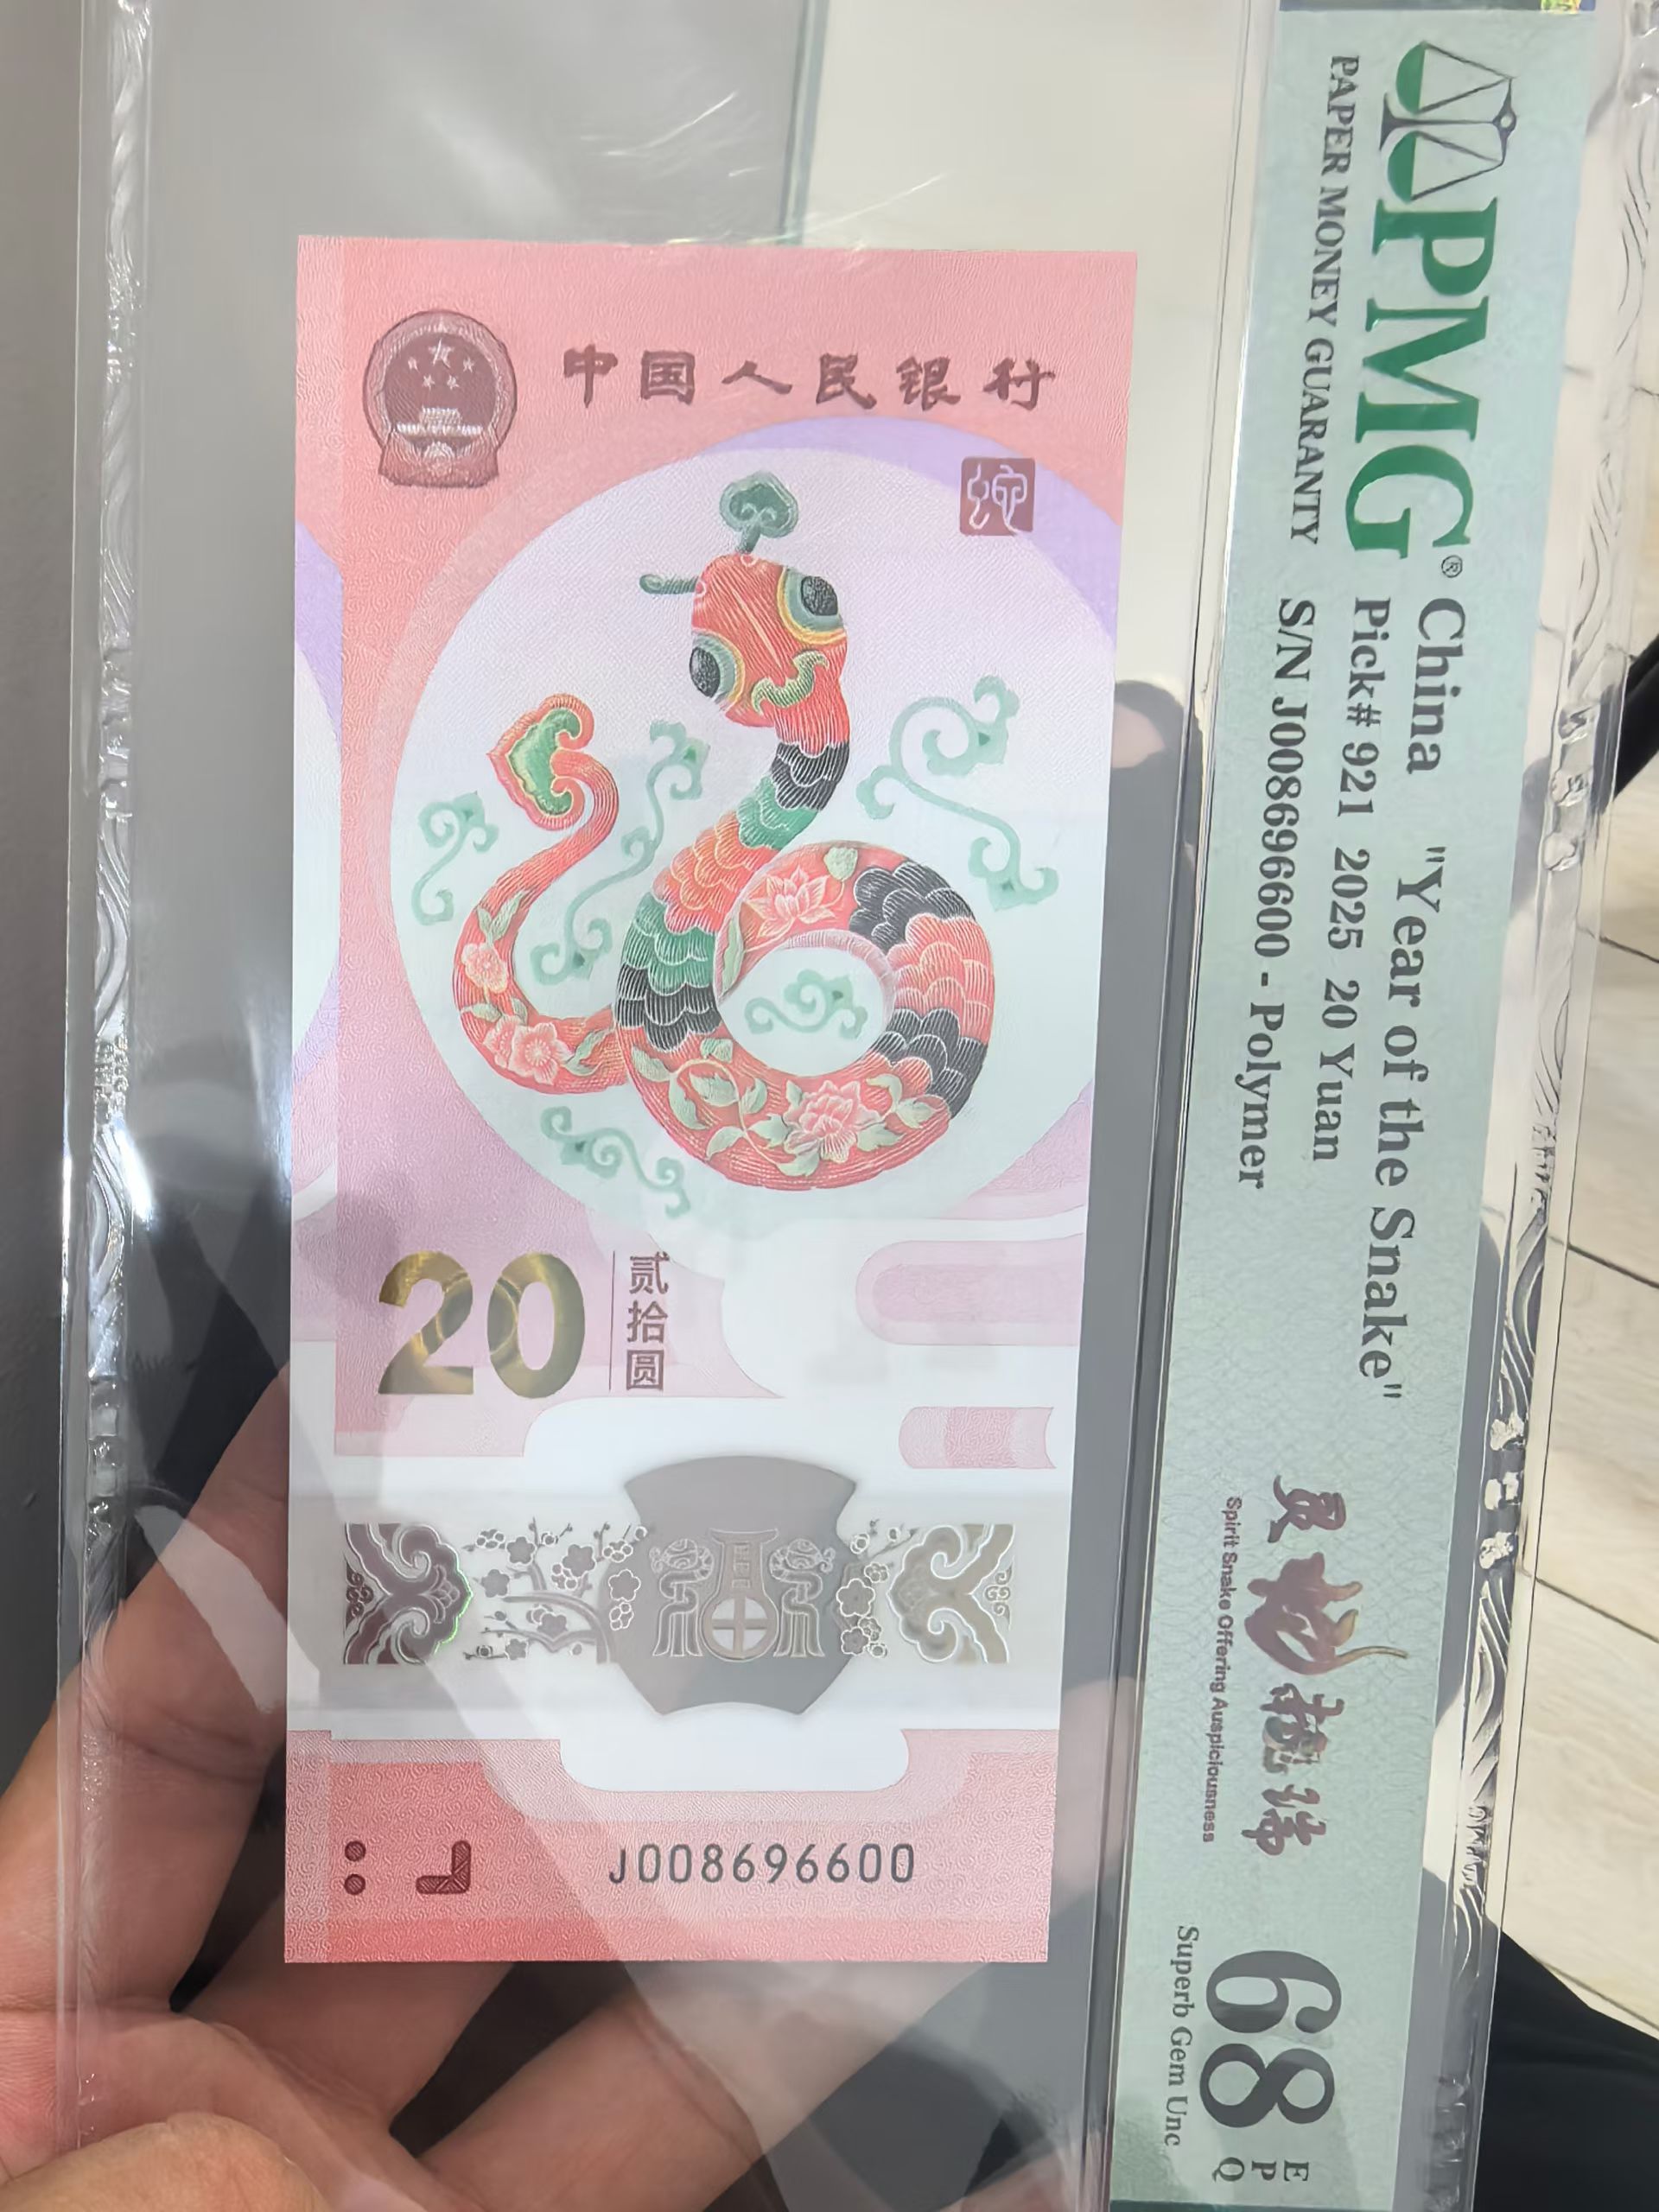 中国人民银行
蛇
20
贰拾圆
J008696600
PMG®
PAPER MONEY GUARANTY
China "Year of the Snake"
Pick# 921 2025 20 Yuan
S/N J008696600 - Polymer
灵蛇献瑞
Spirit Snake Offering Auspiciousness
68 EPQ
Superb Gem Unc